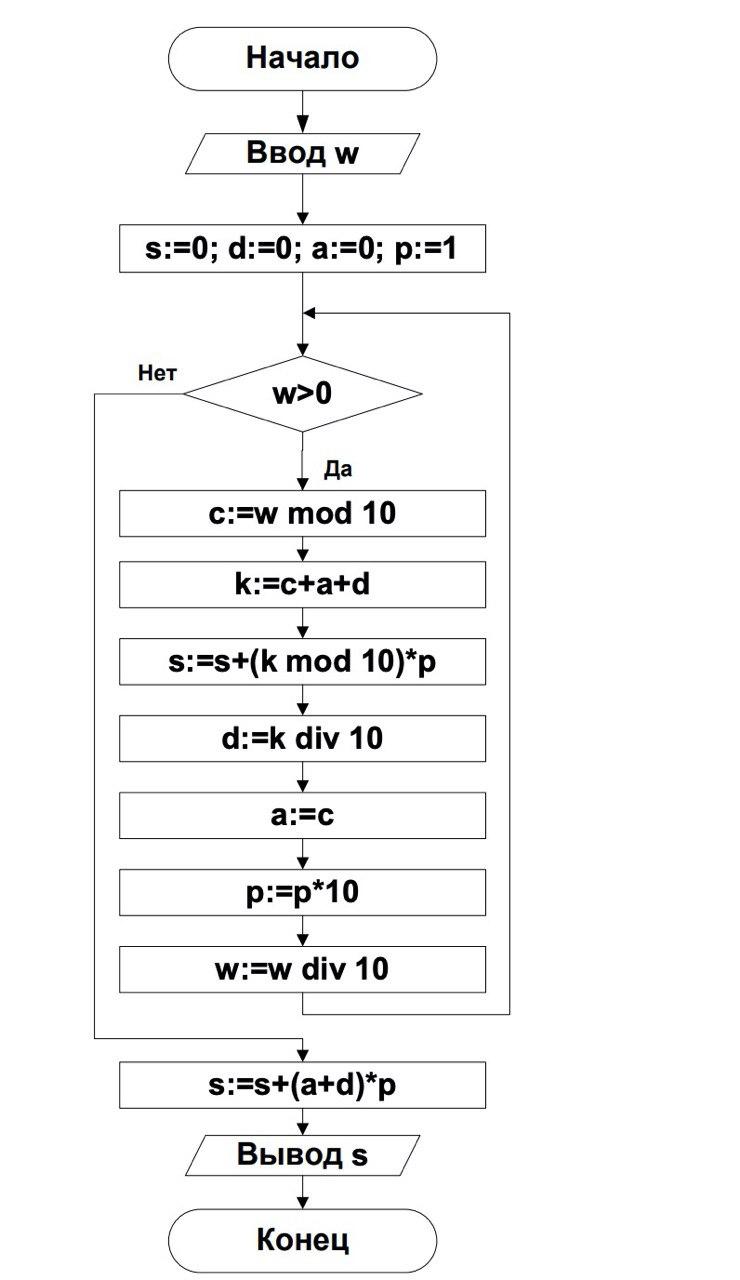 Начало
Ввод w
s:=0; d:=0; a:=0; p:=1
Нет
w>0
Да
c:=w mod 10
k:=c+a+d
s:=s+(k mod 10)*p
d:=k div 10
a:=c
p:=p*10
w:=w div 10
s:=s+(a+d)*p
Вывод s
Конец